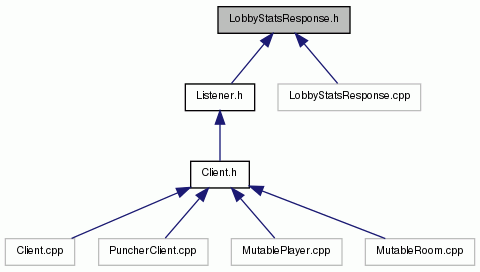 LobbyStatsResponse.h
Listener.h
LobbyStatsResponse.cpp
Client.h
Client.cpp
PuncherClient.cpp
MutablePlayer.cpp
MutableRoom.cpp